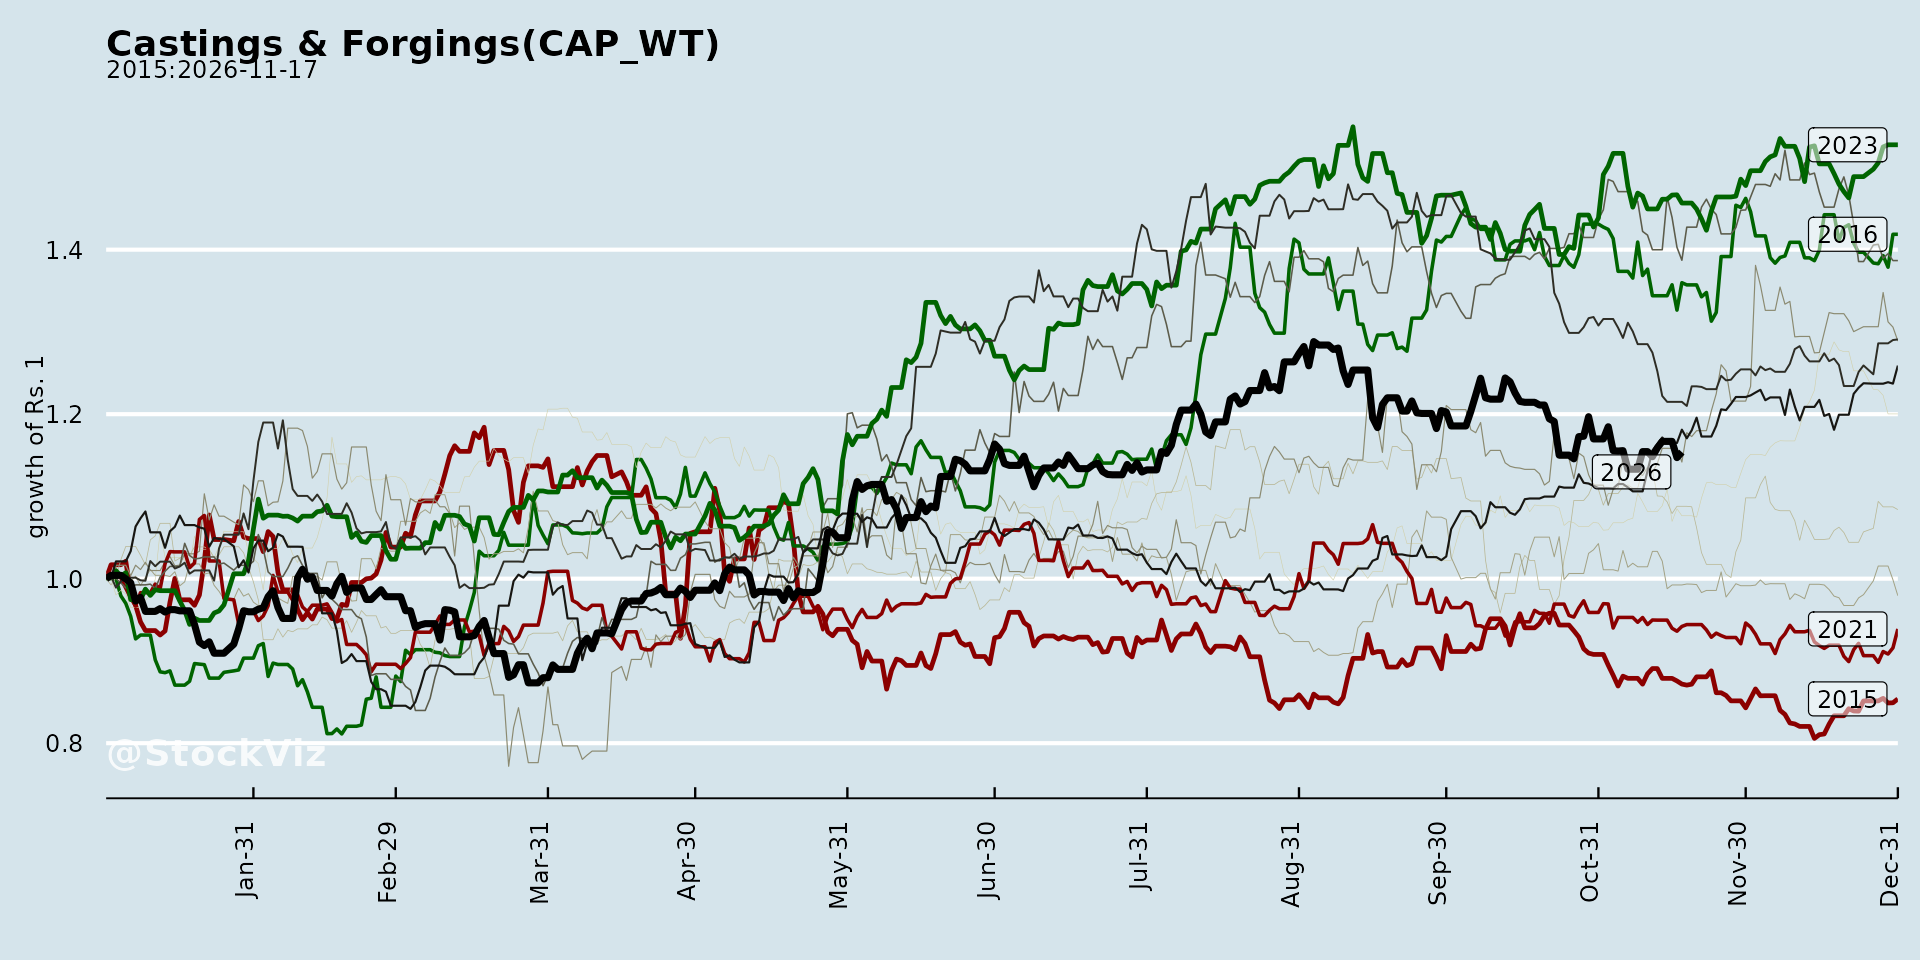 Castings & Forgings(CAP_WT)
2015:2026-11-17
growth of Rs. 1
1.4
1.2
1.0
0.8
2023
2016
2026
2021
2015
@StockViz
Jan-31
Feb-29
Mar-31
Apr-30
May-31
Jun-30
Jul-31
Aug-31
Sep-30
Oct-31
Nov-30
Dec-31